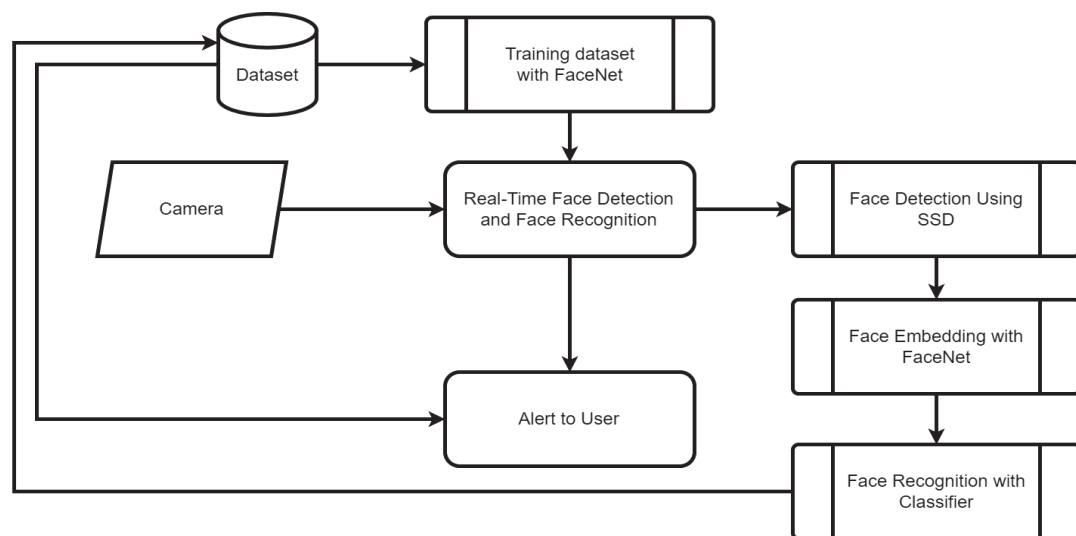 Dataset
Training dataset
with FaceNet
Camera
Real-Time Face Detection
and Face Recognition
Face Detection Using
SSD
Face Embedding with
FaceNet
Alert to User
Face Recognition with
Classifier